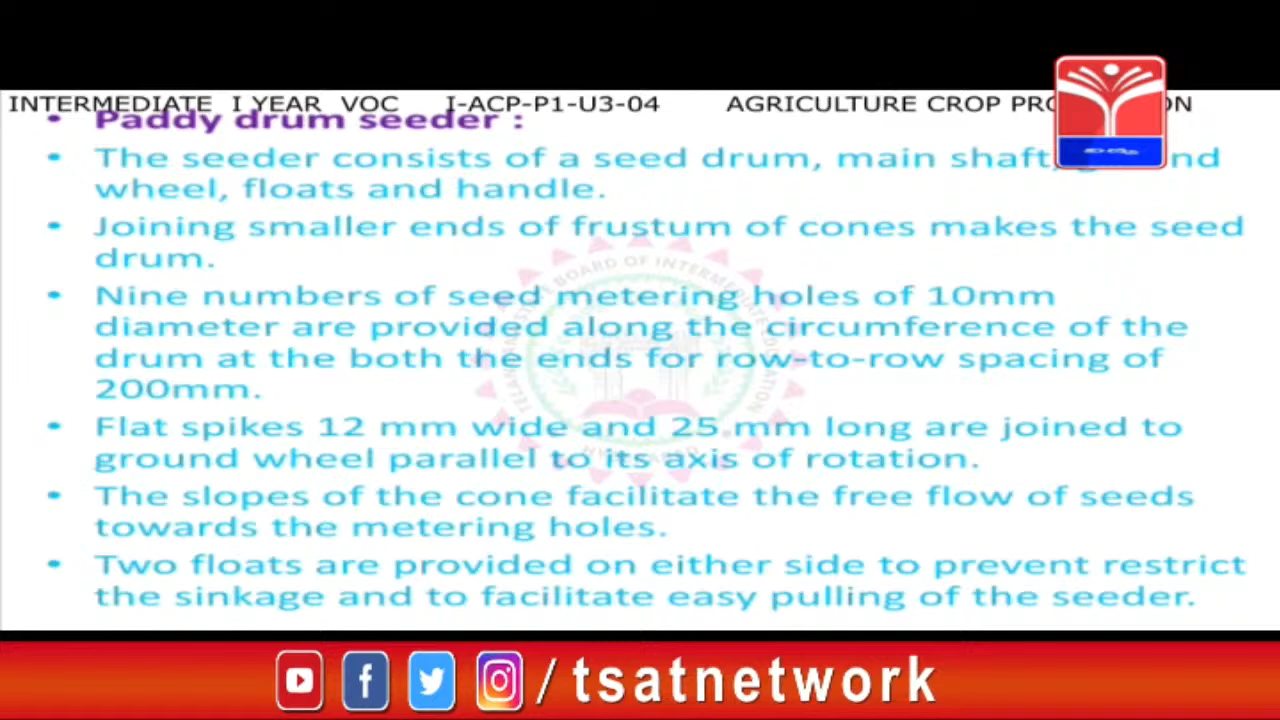 INTERMEDIATE I YEAR VOC I-ACP-P1-U3-04 AGRICULTURE CROP PRO ON
• Paddy drum seeder :
• The seeder consists of a seed drum, main shaft, nd
wheel, floats and handle.
• Joining smaller ends of frustum of cones makes the seed
drum.
• Nine numbers of seed metering holes of 10mm
diameter are provided along the circumference of the
drum at the both the ends for row-to-row spacing of
200mm.
• Flat spikes 12 mm wide and 25 mm long are joined to
ground wheel parallel to its axis of rotation.
• The slopes of the cone facilitate the free flow of seeds
towards the metering holes.
• Two floats are provided on either side to prevent restrict
the sinkage and to facilitate easy pulling of the seeder.
/ tsatnetwork